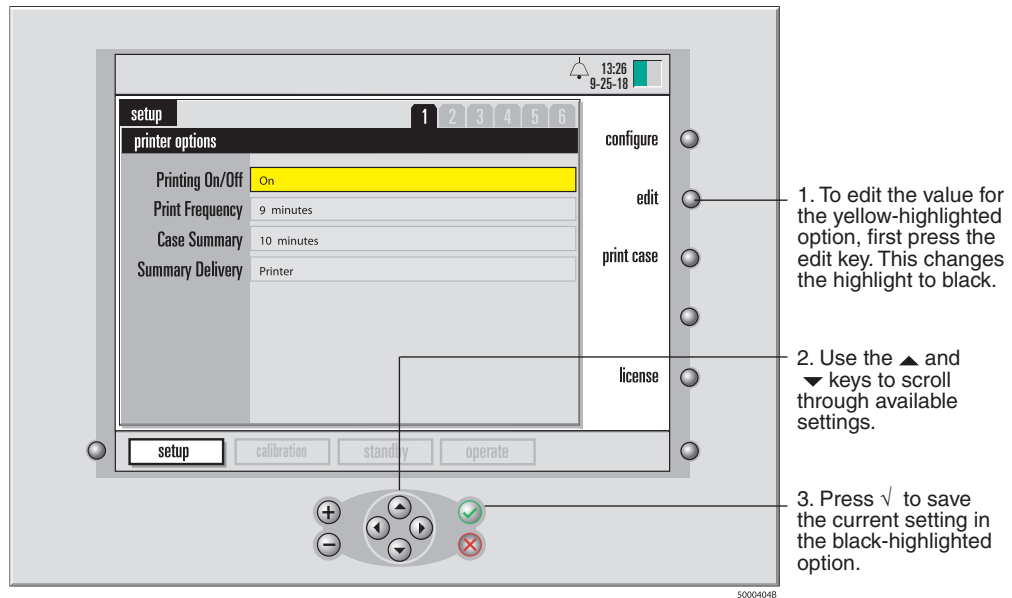 13:26
9-25-18
setup
1 2 3 4 5 6
printer options
configure
Printing On/Off On
edit
Print Frequency 9 minutes
Case Summary 10 minutes
print case
Summary Delivery Printer
license
setup calibration standby operate
1. To edit the value for
the yellow-highlighted
option, first press the
edit key. This changes
the highlight to black.
2. Use the ▲ and
▼ keys to scroll
through available
settings.
3. Press √ to save
the current setting in
the black-highlighted
option.
5000404B